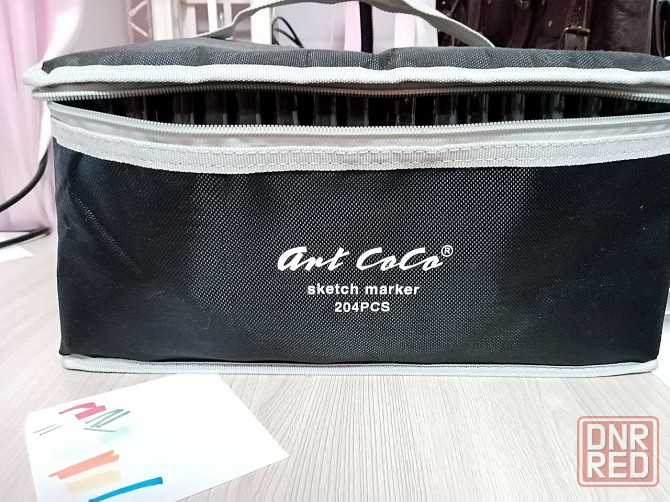 art CoCo®
sketch marker
204PCS
DNR
RED